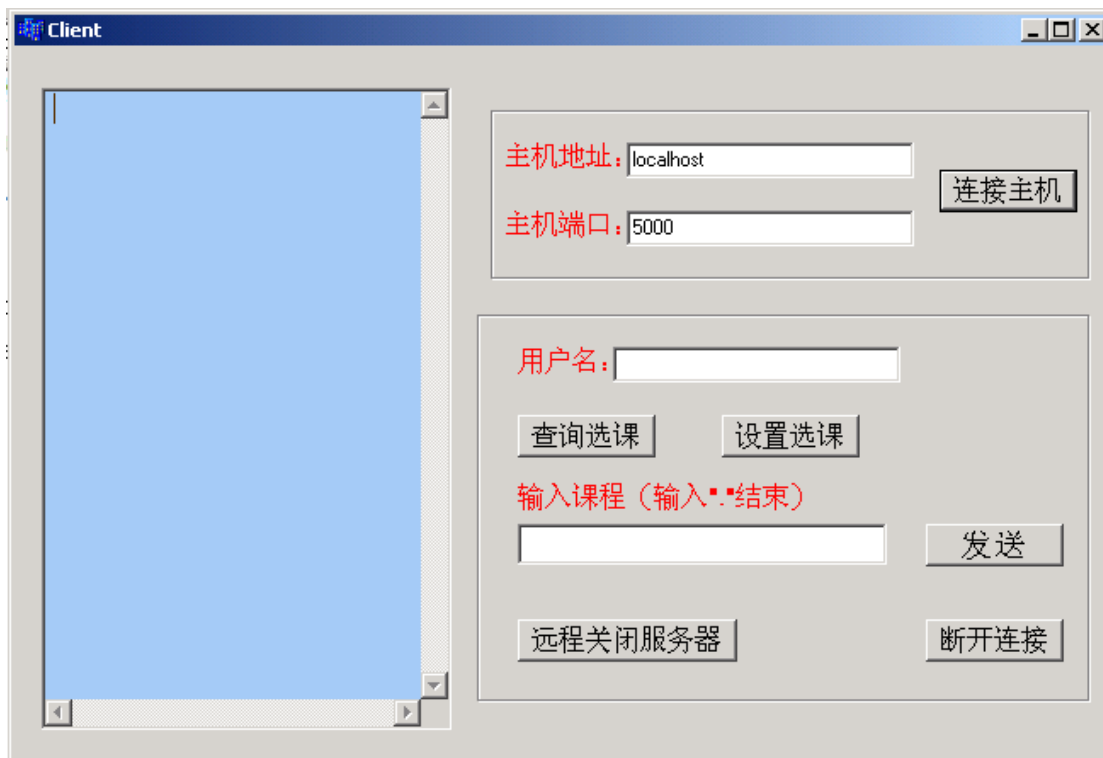 Client
主机地址：localhost
连接主机
主机端口：5000
用户名：
查询选课 设置选课
输入课程（输入"."结束）
发送
远程关闭服务器 断开连接